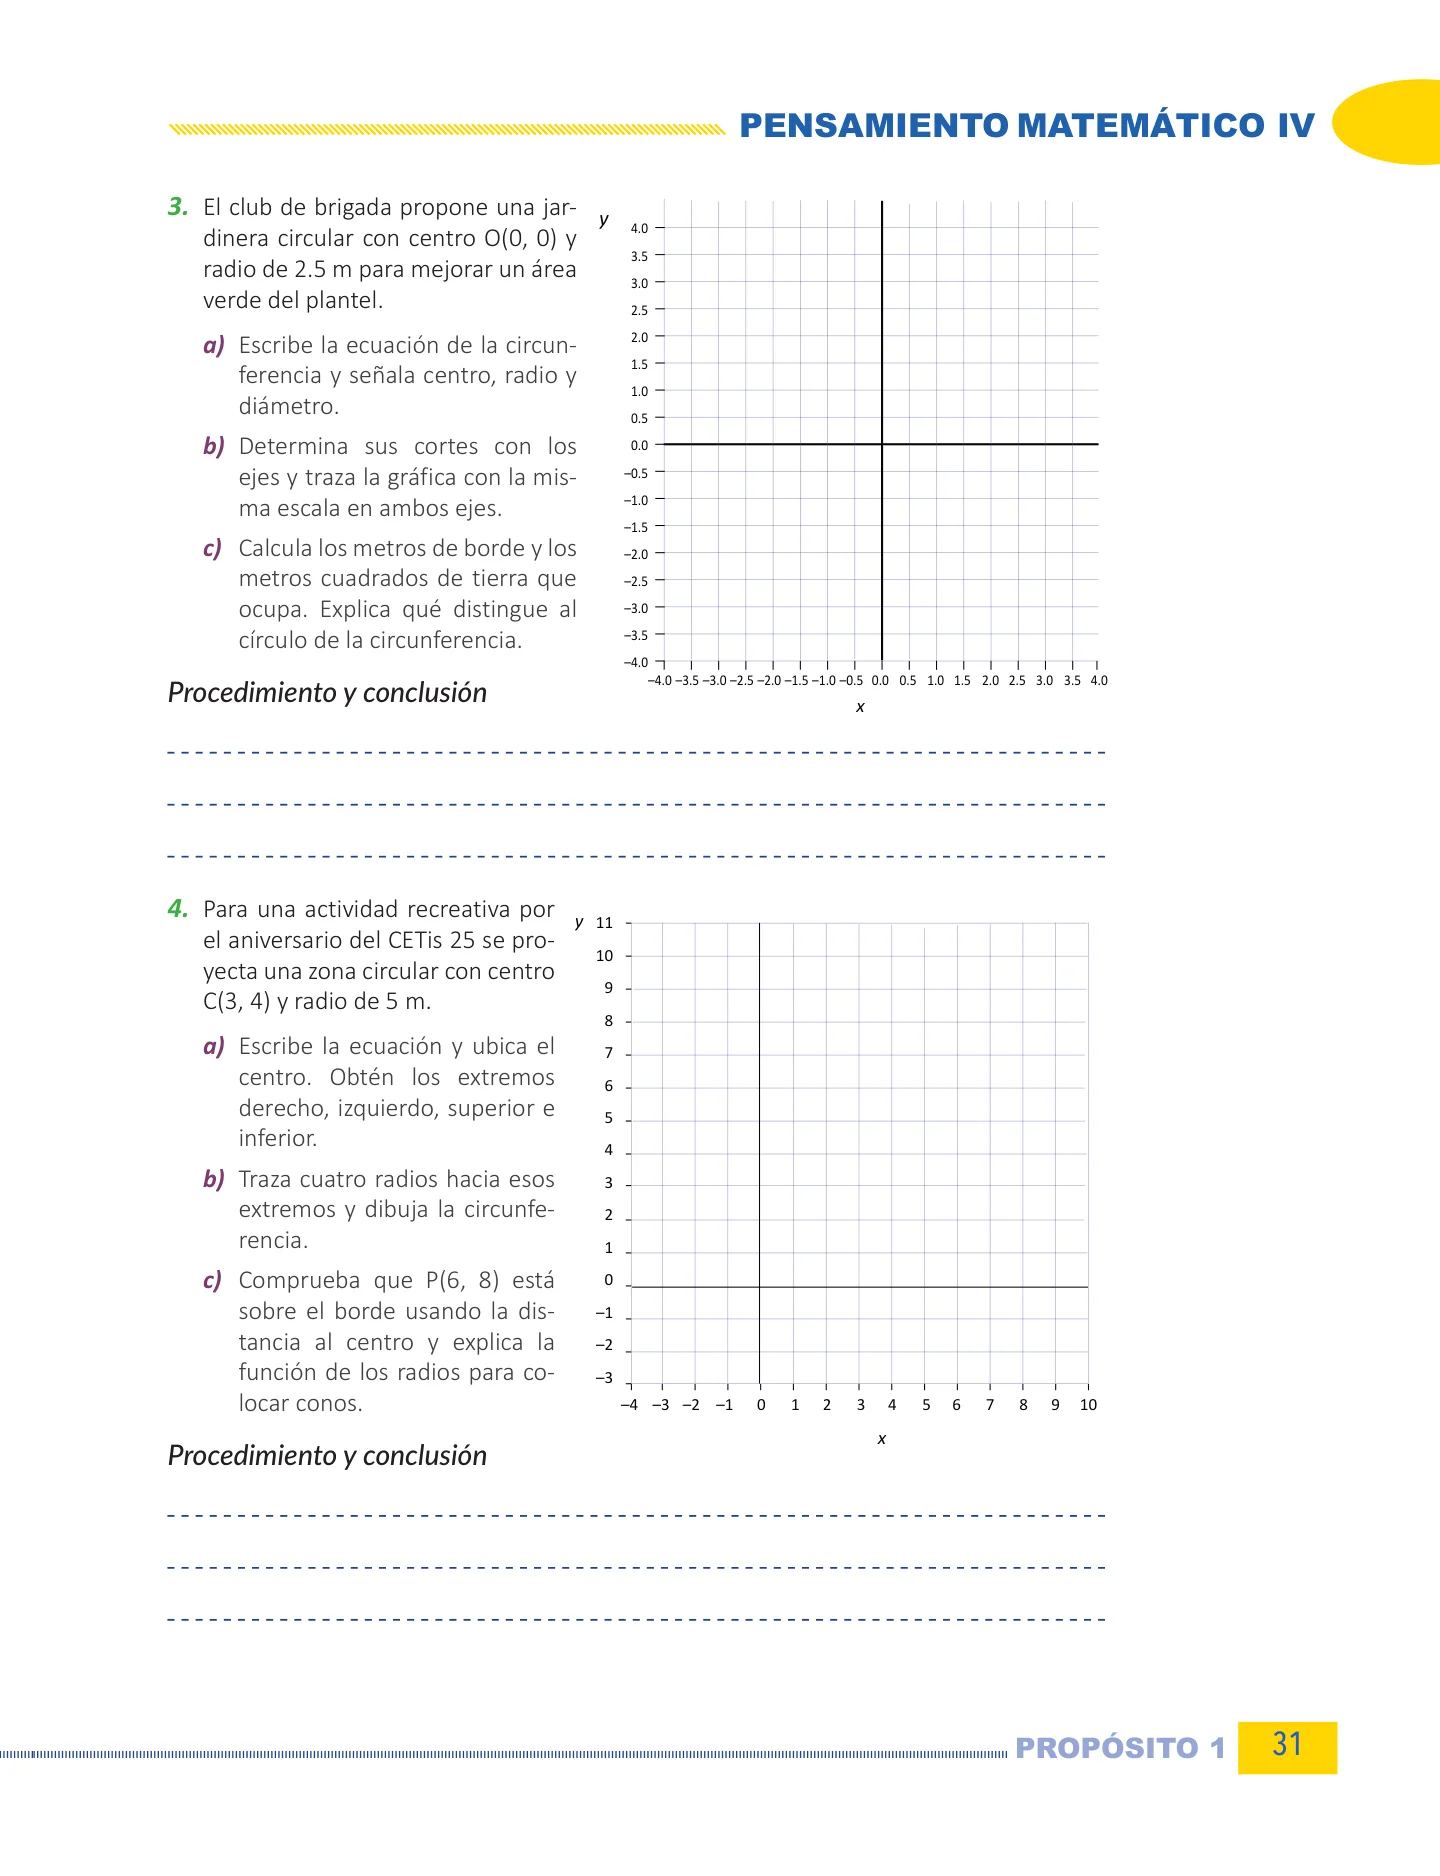 PENSAMIENTO MATEMÁTICO IV
3. El club de brigada propone una jar-
dinera circular con centro O(0, 0) y
radio de 2.5 m para mejorar un área
verde del plantel.
a) Escribe la ecuación de la circun-
ferencia y señala centro, radio y
diámetro.
b) Determina sus cortes con los
ejes y traza la gráfica con la mis-
ma escala en ambos ejes.
c) Calcula los metros de borde y los
metros cuadrados de tierra que
ocupa. Explica qué distingue al
círculo de la circunferencia.
y
4.0
3.5
3.0
2.5
2.0
1.5
1.0
0.5
0.0
–0.5
–1.0
–1.5
–2.0
–2.5
–3.0
–3.5
–4.0
–4.0 –3.5 –3.0 –2.5 –2.0 –1.5 –1.0 –0.5 0.0 0.5 1.0 1.5 2.0 2.5 3.0 3.5 4.0
x
Procedimiento y conclusión
4. Para una actividad recreativa por
el aniversario del CETis 25 se pro-
yecta una zona circular con centro
C(3, 4) y radio de 5 m.
a) Escribe la ecuación y ubica el
centro. Obtén los extremos
derecho, izquierdo, superior e
inferior.
b) Traza cuatro radios hacia esos
extremos y dibuja la circunfe-
rencia.
c) Comprueba que P(6, 8) está
sobre el borde usando la dis-
tancia al centro y explica la
función de los radios para co-
locar conos.
y 11
10
9
8
7
6
5
4
3
2
1
0
–1
–2
–3
–4 –3 –2 –1 0 1 2 3 4 5 6 7 8 9 10
x
Procedimiento y conclusión
PROPÓSITO 1 31